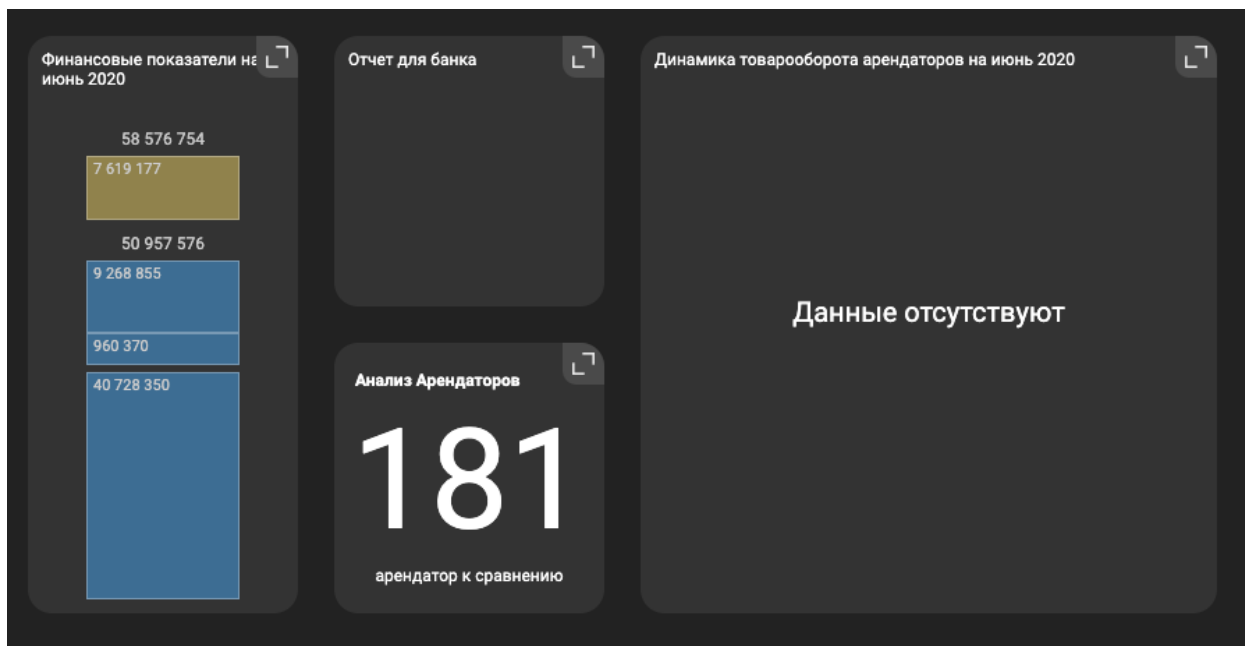 Финансовые показатели на
июнь 2020
58 576 754
7 619 177
50 957 576
9 268 855
960 370
40 728 350
Отчет для банка
Анализ Арендаторов
181
арендатор к сравнению
Динамика товарооборота арендаторов на июнь 2020
Данные отсутствуют